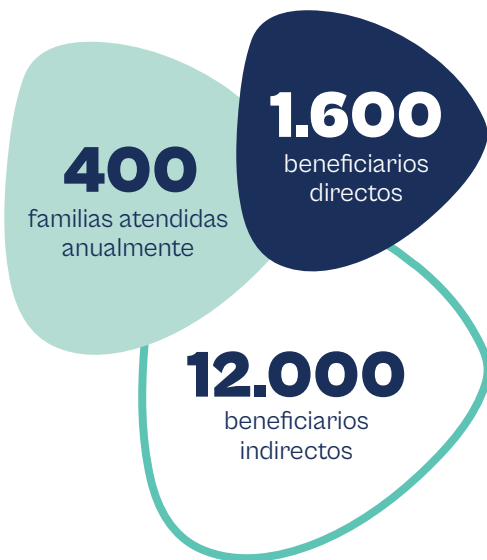 1.600
beneficiarios
directos
400
familias atendidas
anualmente
12.000
beneficiarios
indirectos